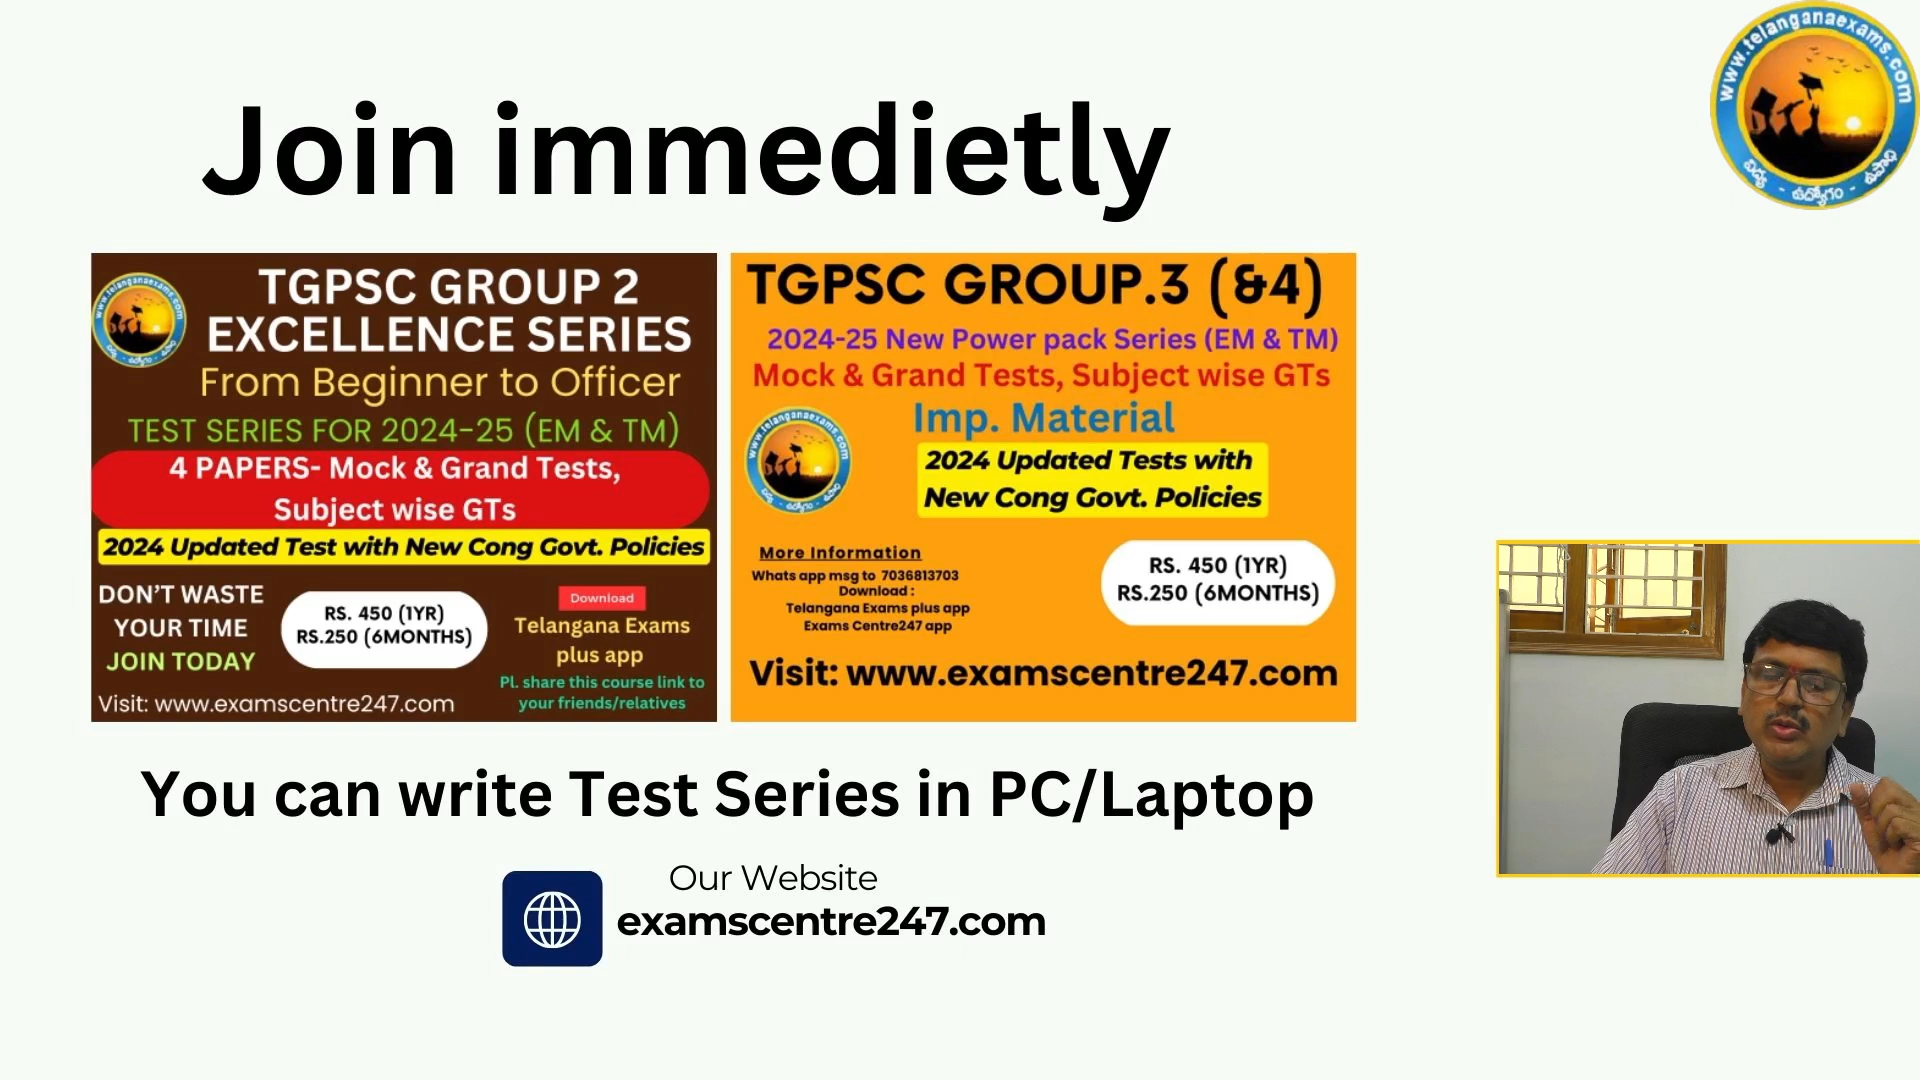 Join immedietly
www.telanganaexams.com
విద్య - ఉద్యోగం - ఉపాధి
TGPSC GROUP 2
EXCELLENCE SERIES
From Beginner to Officer
TEST SERIES FOR 2024-25 (EM & TM)
4 PAPERS- Mock & Grand Tests,
Subject wise GTs
2024 Updated Test with New Cong Govt. Policies
DON'T WASTE
YOUR TIME
JOIN TODAY
RS. 450 (1YR)
RS.250 (6MONTHS)
Download
Telangana Exams
plus app
Pl. share this course link to
your friends/relatives
Visit: www.examscentre247.com
TGPSC GROUP.3 (&4)
2024-25 New Power pack Series (EM & TM)
Mock & Grand Tests, Subject wise GTs
Imp. Material
www.telanganaexams.com
2024 Updated Tests with
New Cong Govt. Policies
More Information
Whats app msg to 7036813703
Download :
Telangana Exams plus app
Exams Centre247 app
RS. 450 (1YR)
RS.250 (6MONTHS)
Visit: www.examscentre247.com
You can write Test Series in PC/Laptop
Our Website
examscentre247.com